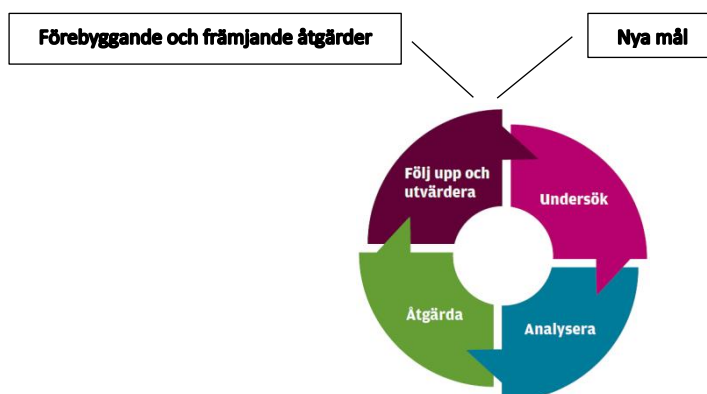 Förebyggande och främjande åtgärder
Nya mål
Följ upp och
utvärdera
Undersök
Åtgärda
Analysera